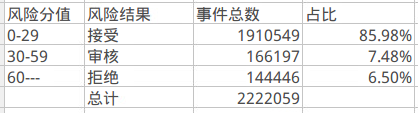 风险分值 风险结果 事件总数 占比
0-29 接受 1910549 85.98%
30-59 审核 166197 7.48%
60--- 拒绝 144446 6.50%
总计 2222059